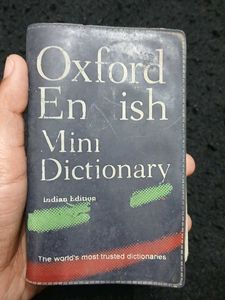 Oxford
En ish
Mini
Dictionary
Indian Edition
The world's most trusted dictionaries